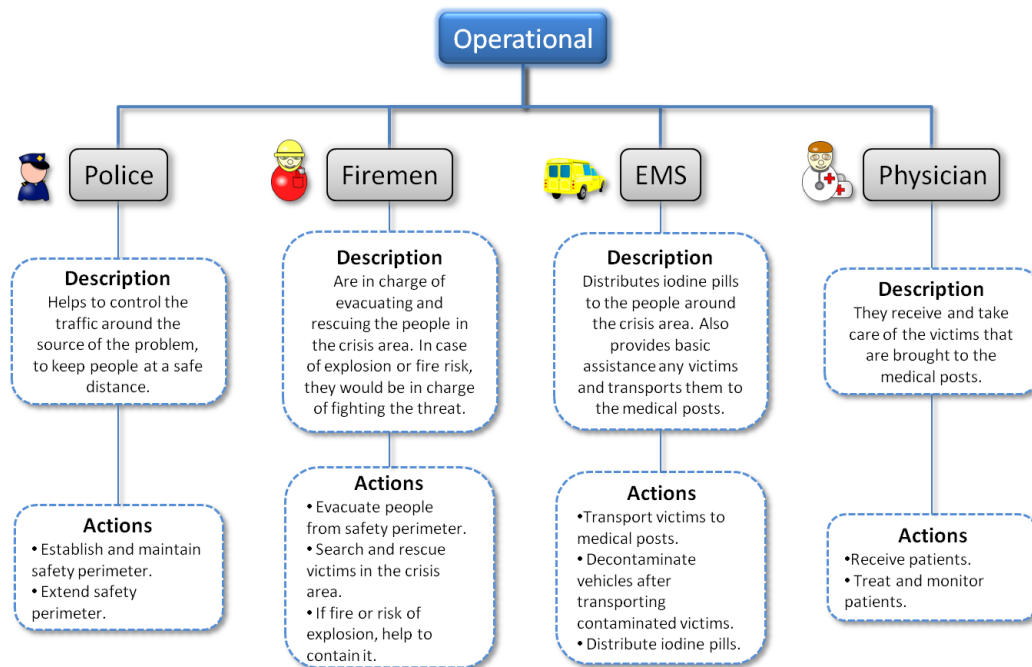 Operational
Police
Firemen
EMS
Physician
Description
Helps to control the
traffic around the
source of the problem,
to keep people at a safe
distance.
Description
Are in charge of
evacuating and
rescuing the people in
the crisis area. In case
of explosion or fire risk,
they would be in charge
of fighting the threat.
Description
Distributes iodine pills
to the people around
the crisis area. Also
provides basic
assistance any victims
and transports them to
the medical posts.
Description
They receive and take
care of the victims that
are brought to the
medical posts.
Actions
• Establish and maintain
safety perimeter.
• Extend safety
perimeter.
Actions
• Evacuate people
from safety perimeter.
• Search and rescue
victims in the crisis
area.
• If fire or risk of
explosion, help to
contain it.
Actions
•Transport victims to
medical posts.
• Decontaminate
vehicles after
transporting
contaminated victims.
• Distribute iodine pills.
Actions
•Receive patients.
• Treat and monitor
patients.